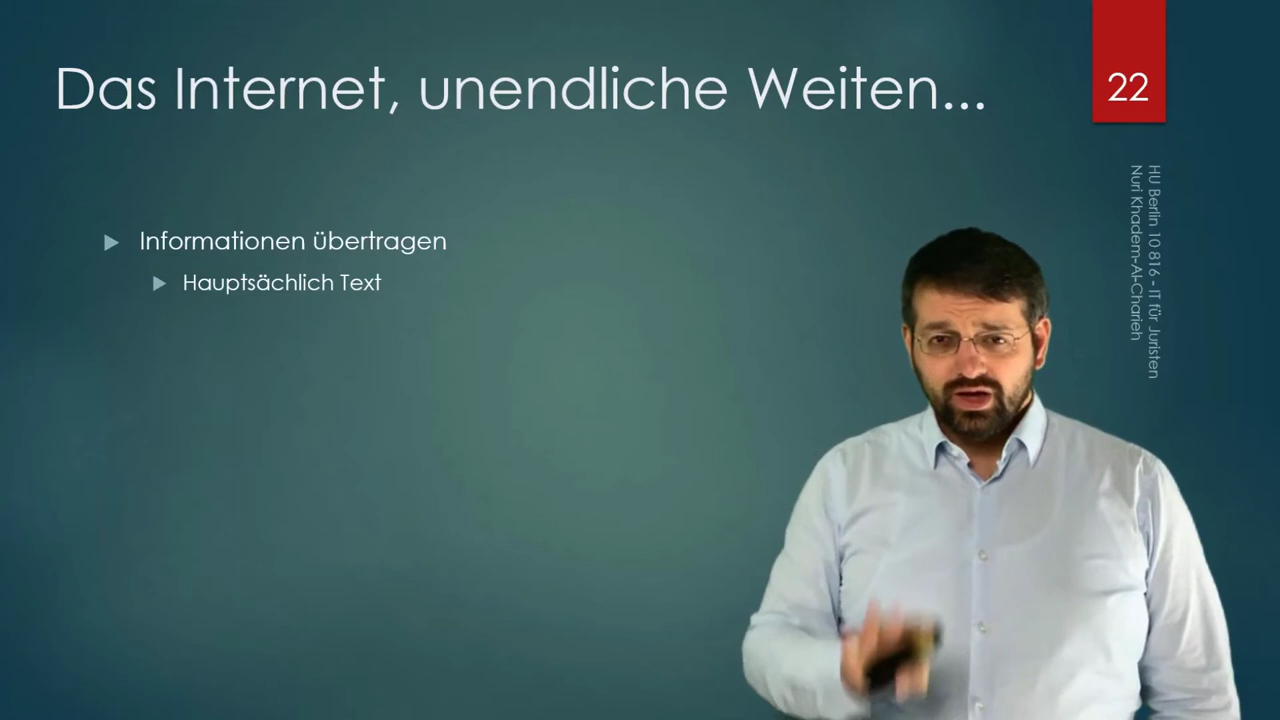 Das Internet, unendliche Weiten...
22
Informationen übertragen
Hauptsächlich Text
HU Berlin 10 816 - IT für Juristen
Nuri Khadem-Al-Charieh